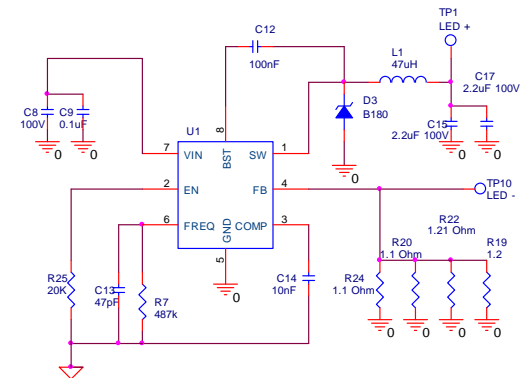 TP1
LED +
C12
100nF
L1
47uH
C17
2.2uF 100V
C8
100V
C9
0.1uF
D3
B180
C15
2.2uF 100V
0
0
0
0
0
U1
8
BST
7
VIN
SW
1
2
EN
FB
4
6
FREQ
COMP
3
GND
5
0
TP10
LED -
R22
1.21 Ohm
R20
1.1 Ohm
R19
1.2
R24
1.1 Ohm
R25
20K
C13
47pF
R7
487k
C14
10nF
0
0
0
0